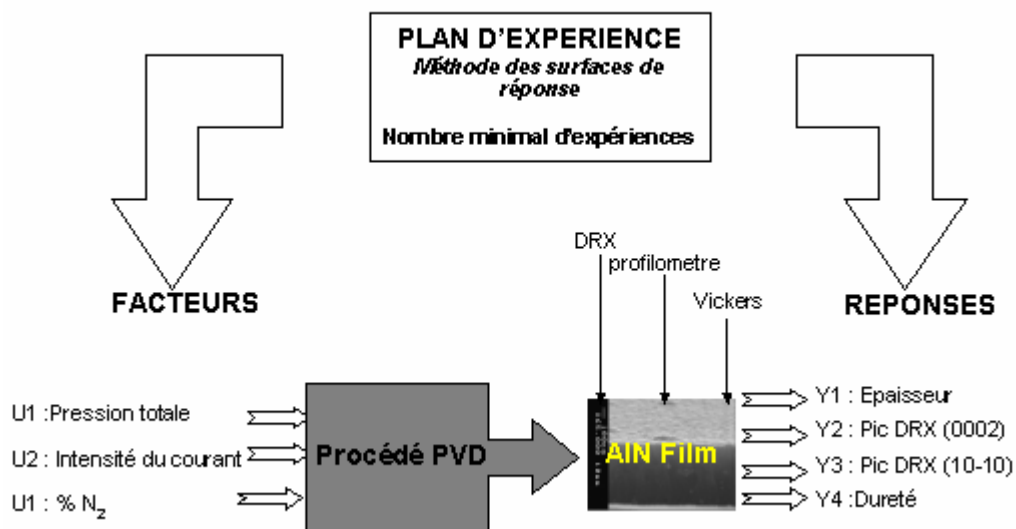 PLAN D'EXPERIENCE
Méthode des surfaces de
réponse
Nombre minimal d'expériences
FACTEURS
REPONSES
DRX
profilometre
Vickers
U1 :Pression totale
U2 : Intensité du courant
U1 : % N₂
Procédé PVD
AlN Film
Y1 : Epaisseur
Y2 : Pic DRX (0002)
Y3 : Pic DRX (10-10)
Y4 :Dureté